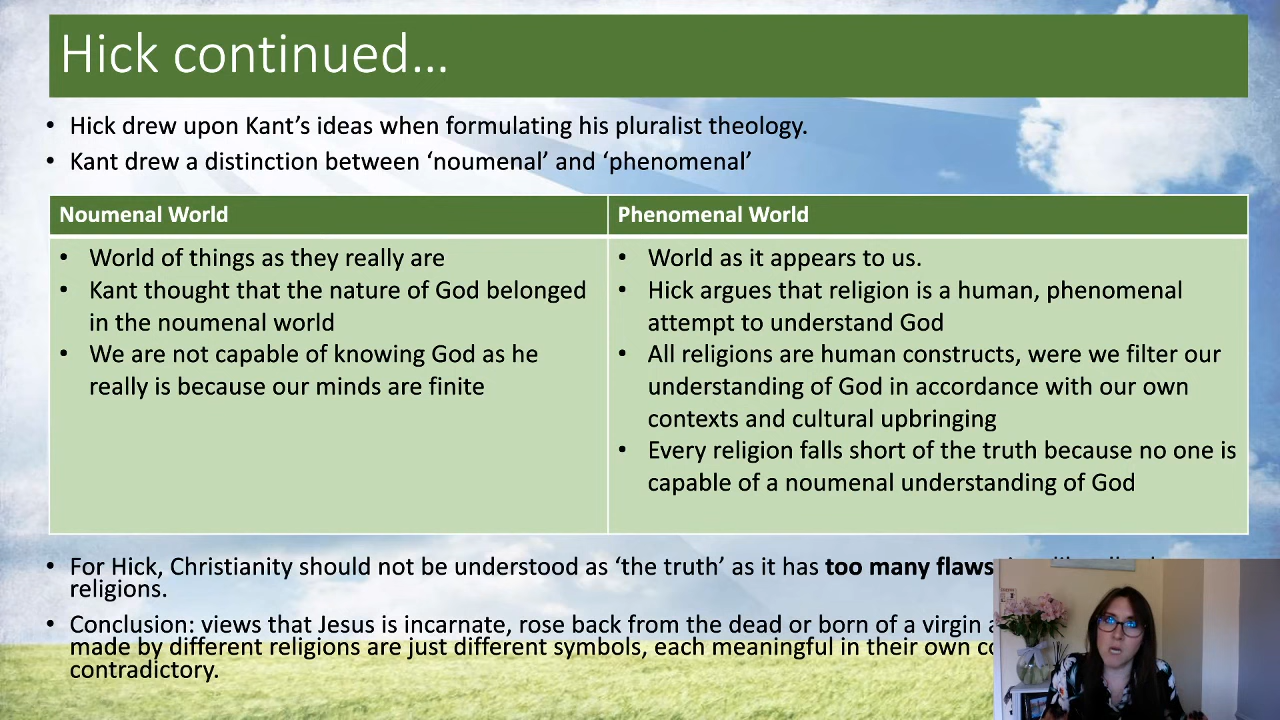 Hick continued…
• Hick drew upon Kant’s ideas when formulating his pluralist theology.
• Kant drew a distinction between ‘noumenal’ and ‘phenomenal’
Noumenal World
• World of things as they really are
• Kant thought that the nature of God belonged
in the noumenal world
• We are not capable of knowing God as he
really is because our minds are finite
Phenomenal World
• World as it appears to us.
• Hick argues that religion is a human, phenomenal
attempt to understand God
• All religions are human constructs, were we filter our
understanding of God in accordance with our own
contexts and cultural upbringing
• Every religion falls short of the truth because no one is
capable of a noumenal understanding of God
• For Hick, Christianity should not be understood as ‘the truth’ as it has too many flaws
religions.
• Conclusion: views that Jesus is incarnate, rose back from the dead or born of a virgin
made by different religions are just different symbols, each meaningful in their own
contradictory.